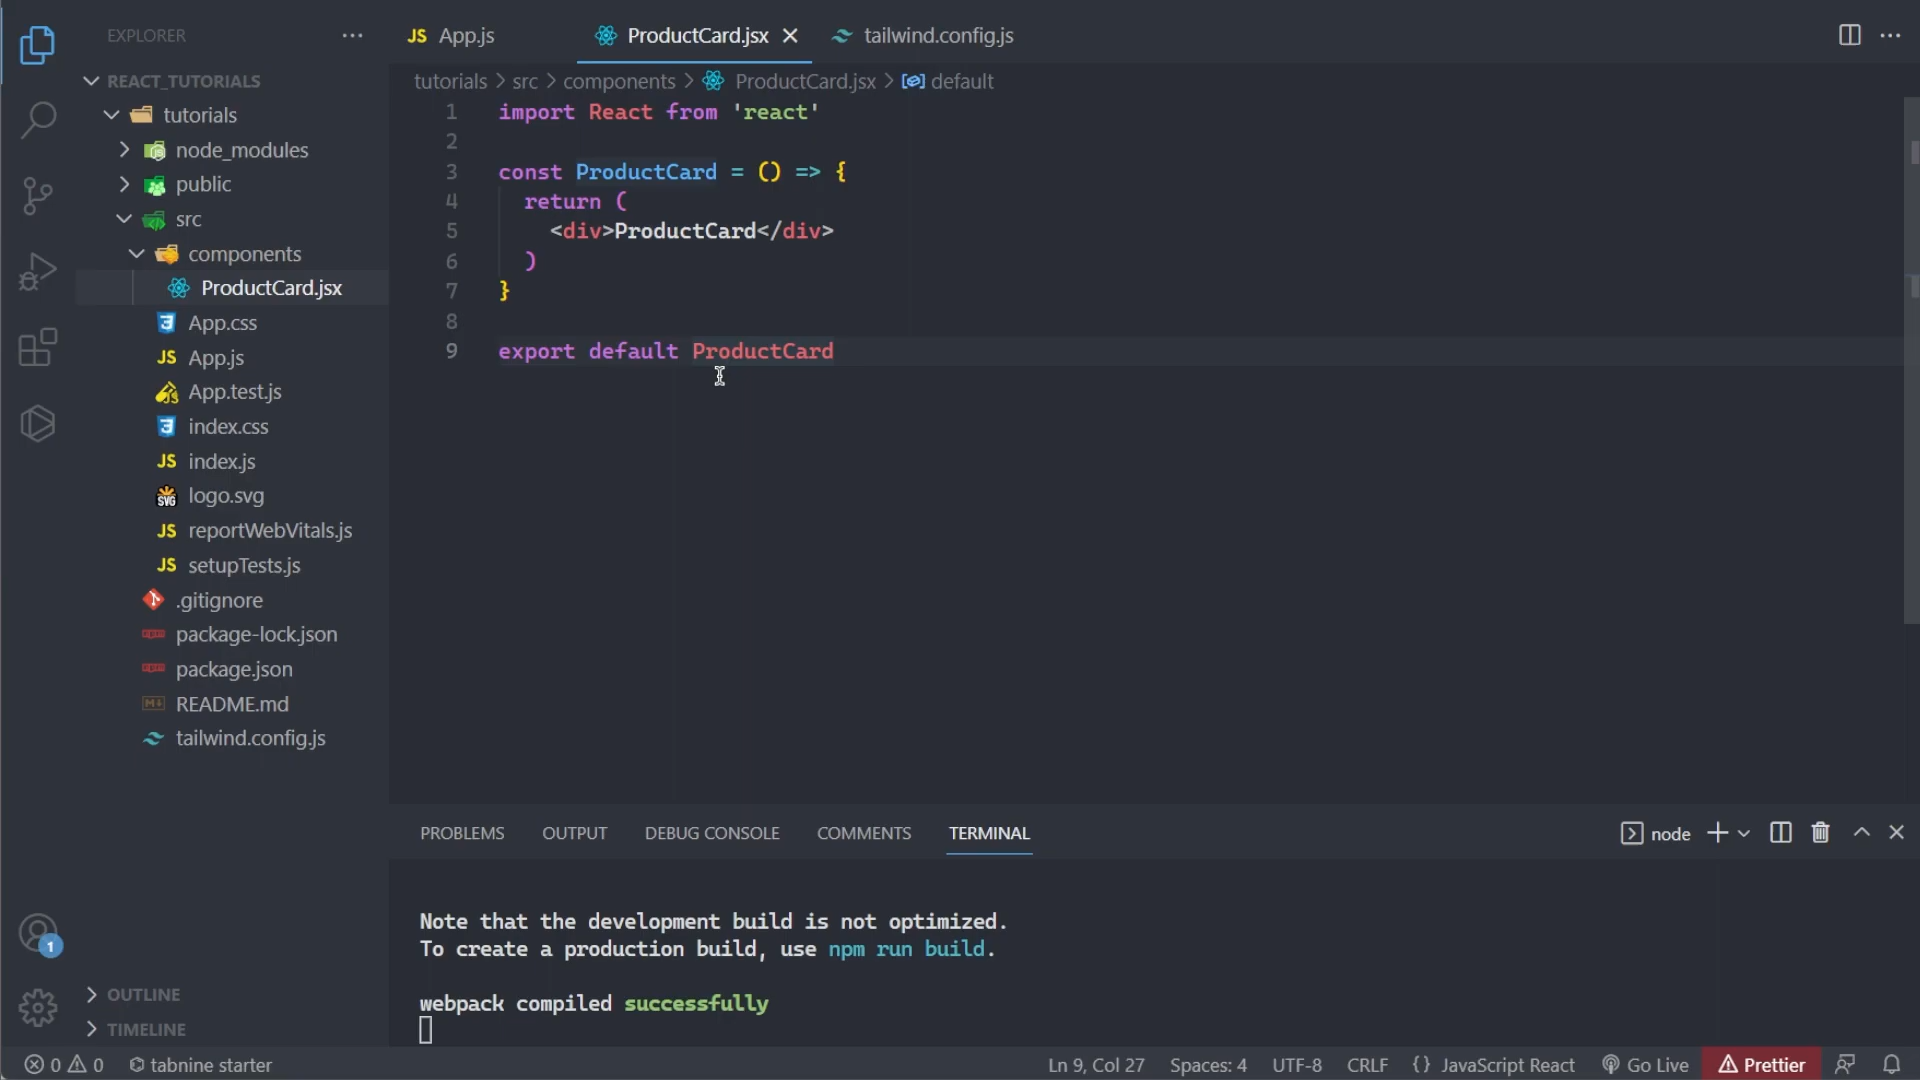 EXPLORER
REACT_TUTORIALS
tutorials
node_modules
public
src
components
ProductCard.jsx
App.css
App.js
App.test.js
index.css
index.js
logo.svg
reportWebVitals.js
setupTests.js
.gitignore
package-lock.json
package.json
README.md
tailwind.config.js
OUTLINE
TIMELINE
JS App.js ProductCard.jsx tailwind.config.js
tutorials > src > components > ProductCard.jsx > default
1 import React from 'react'
2
3 const ProductCard = () => {
4 return (
5 <div>ProductCard</div>
6 )
7 }
8
9 export default ProductCard
PROBLEMS OUTPUT DEBUG CONSOLE COMMENTS TERMINAL node
Note that the development build is not optimized.
To create a production build, use npm run build.
webpack compiled successfully
1
0 0 tabnine starter Ln 9, Col 27 Spaces: 4 UTF-8 CRLF {} JavaScript React Go Live Prettier